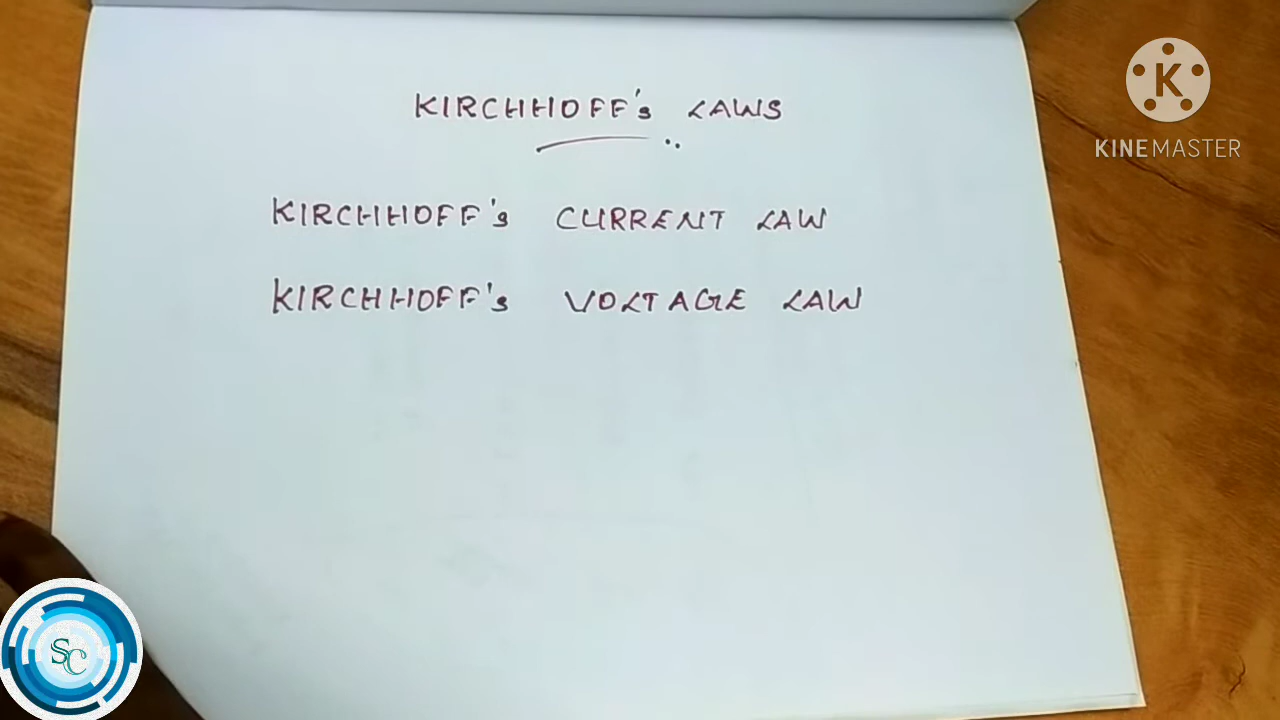 KIRCHHOFF's LAWS
KIRCHHOFF's CURRENT LAW
KIRCHHOFF's VOLTAGE LAW
K
KINEMASTER
SC